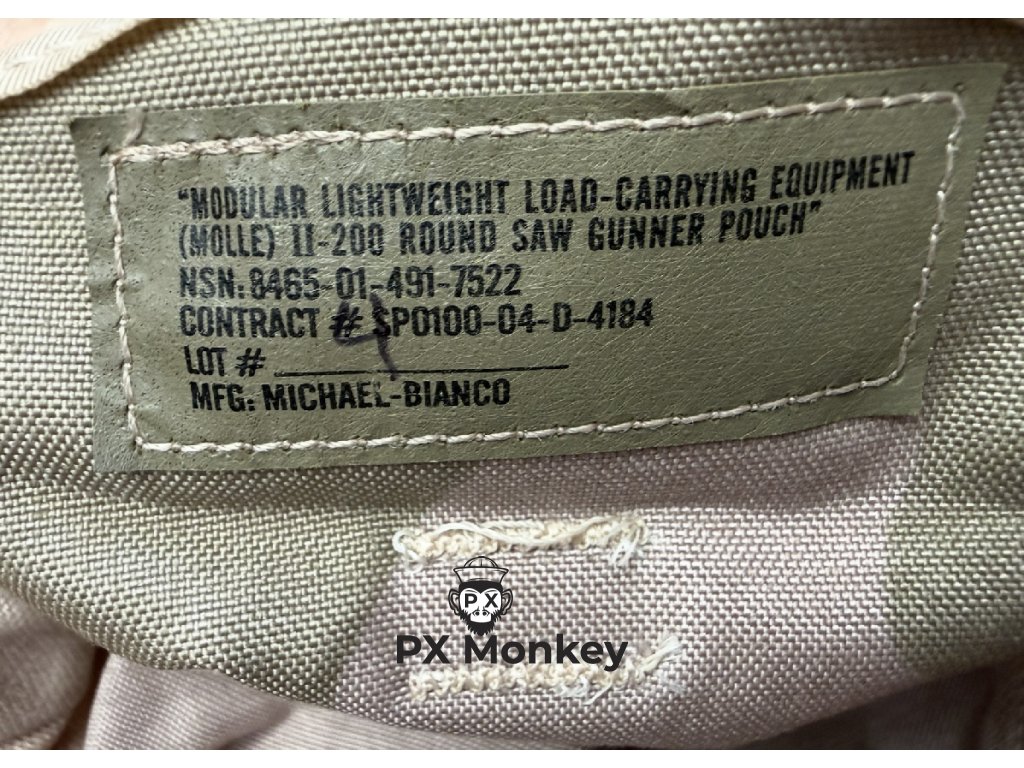 "MODULAR LIGHTWEIGHT LOAD-CARRYING EQUIPMENT
(MOLLE) II-200 ROUND SAW GUNNER POUCH"
NSN: 8465-01-491-7522
CONTRACT # SP0100-04-D-4184
LOT # 4
MFG: MICHAEL-BIANCO
P X
PX Monkey